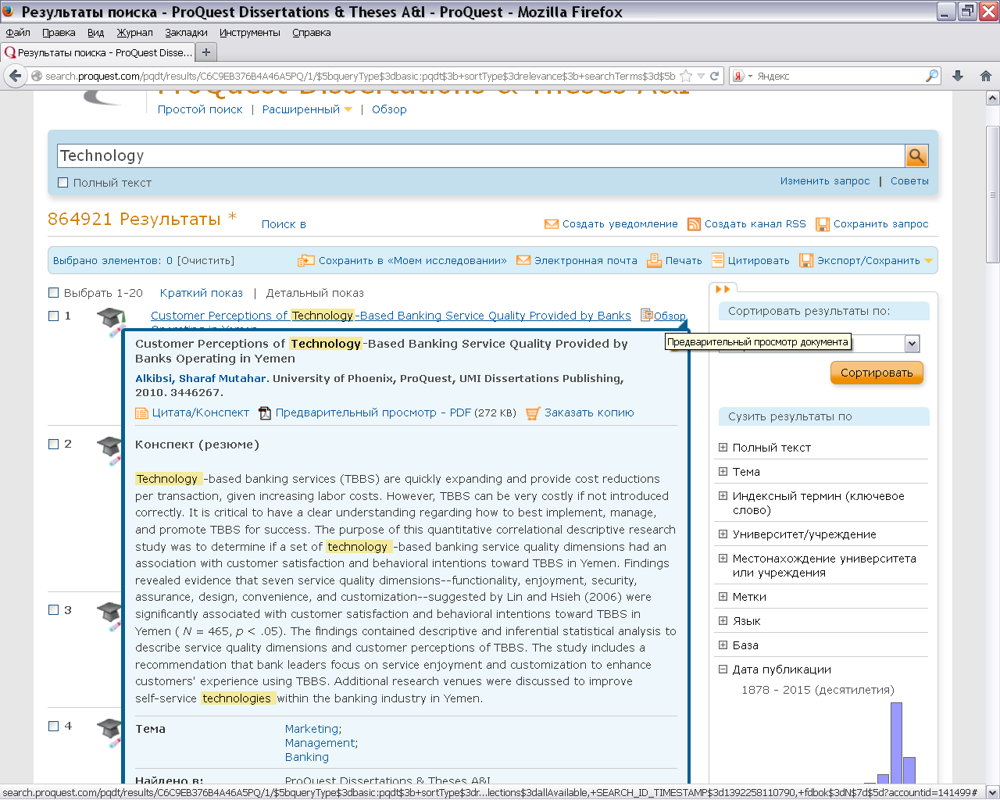 Результаты поиска - ProQuest Dissertations & Theses A&I - ProQuest - Mozilla Firefox
Файл Правка Вид Журнал Закладки Инструменты Справка
Результаты поиска - ProQuest Disse... +
search.proquest.com/pqdt/results/C6C9EB376B4A46A5PQ/1/$5bqueryType$3dbasic:pqdt$3b+sortType$3drelevance$3b+searchTerms$3d$5b Яндекс
ProQuest Dissertations & Theses A&I
Простой поиск | Расширенный | Обзор
Technology
Полный текст Изменить запрос | Советы
864921 Результаты * Поиск в Создать уведомление Создать канал RSS Сохранить запрос
Выбрано элементов: 0 [Очистить] Сохранить в «Моем исследовании» Электронная почта Печать Цитировать Экспорт/Сохранить
Выбрать 1-20 Краткий показ | Детальный показ
1 Customer Perceptions of Technology-Based Banking Service Quality Provided by Banks Обзор
Operating in Yemen
Предварительный просмотр документа
Customer Perceptions of Technology-Based Banking Service Quality Provided by
Banks Operating in Yemen
Alkibsi, Sharaf Mutahar. University of Phoenix, ProQuest, UMI Dissertations Publishing,
2010. 3446267.
Цитата/Конспект Предварительный просмотр - PDF (272 KB) Заказать копию
Конспект (резюме)
Technology -based banking services (TBBS) are quickly expanding and provide cost reductions
per transaction, given increasing labor costs. However, TBBS can be very costly if not introduced
correctly. It is critical to have a clear understanding regarding how to best implement, manage,
and promote TBBS for success. The purpose of this quantitative correlational descriptive research
study was to determine if a set of technology -based banking service quality dimensions had an
association with customer satisfaction and behavioral intentions toward TBBS in Yemen. Findings
revealed evidence that seven service quality dimensions--functionality, enjoyment, security,
assurance, design, convenience, and customization--suggested by Lin and Hsieh (2006) were
significantly associated with customer satisfaction and behavioral intentions toward TBBS in
Yemen ( N = 465, p < .05). The findings contained descriptive and inferential statistical analysis to
describe service quality dimensions and customer perceptions of TBBS. The study includes a
recommendation that bank leaders focus on service enjoyment and customization to enhance
customers' experience using TBBS. Additional research venues were discussed to improve
self-service technologies within the banking industry in Yemen.
Тема Marketing;
Management;
Banking
Найдено в: ProQuest Dissertations & Theses A&I
2
3
4
Сортировать результаты по:
Сортировать
Сузить результаты по
Полный текст
Тема
Индексный термин (ключевое
слово)
Университет/учреждение
Местонахождение университета
или учреждения
Метки
Язык
База
Дата публикации
1878 - 2015 (десятилетия)
search.proquest.com/pqdt/results/C6C9EB376B4A46A5PQ/1/$5bqueryType$3dbasic:pqdt$3b+sortType$3dr...lections$3dallAvailable,+SEARCH_ID_TIMESTAMP$3d1392258110790,+fdbok$3dN$7d$5d?accountid=141499#